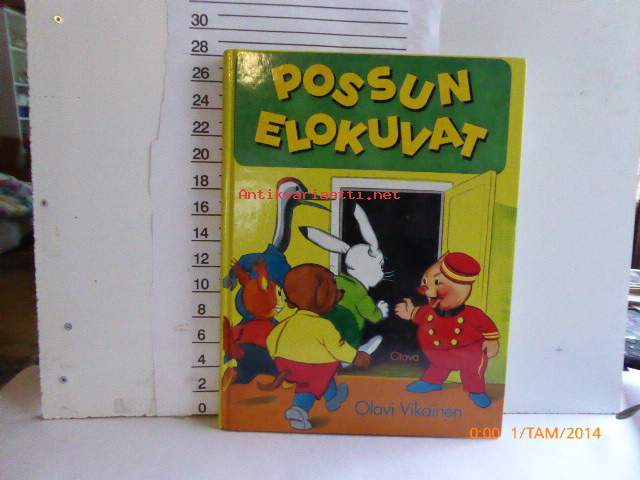 30
28
26
24
22
20
18
16
14
12
10
8
6
4
2
0
POSSUN
ELOKUVAT
Antikvariaatti.net
Otava
Olavi Vikainen
0:00 1/TAM/2014